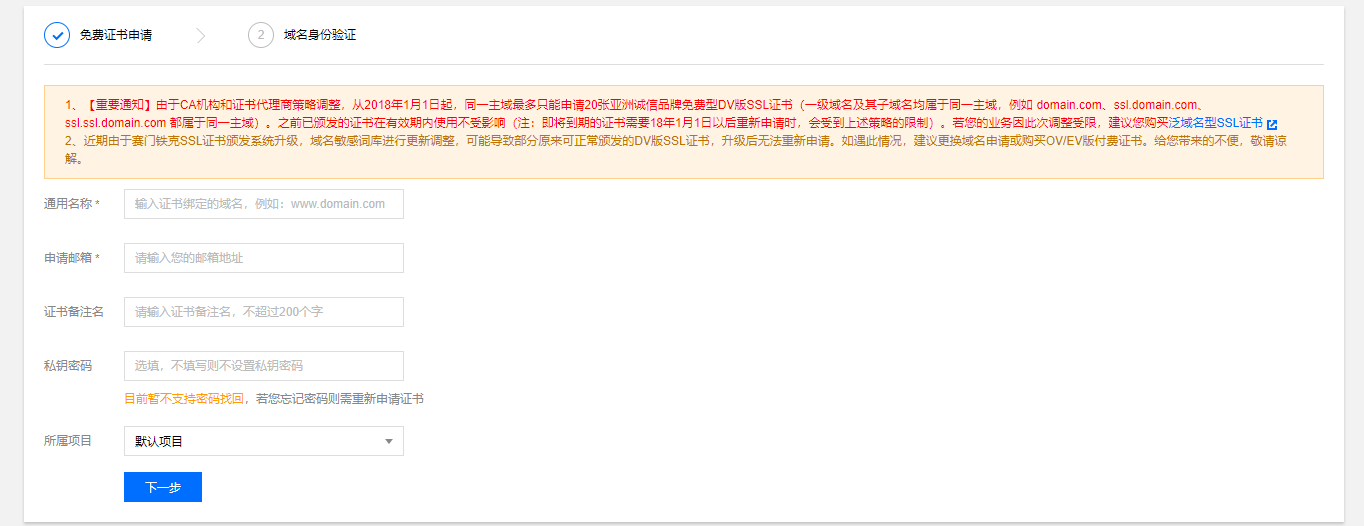 免费证书申请
2 域名身份验证
1、【重要通知】由于CA机构和证书代理商策略调整，从2018年1月1日起，同一主域最多只能申请20张亚洲诚信品牌免费型DV版SSL证书（一级域名及其子域名均属于同一主域，例如 domain.com、ssl.domain.com、
ssl.ssl.domain.com 都属于同一主域）。之前已颁发的证书在有效期内使用不受影响（注：即将到期的证书需要18年1月1日以后重新申请时，会受到上述策略的限制）。若您的业务因此次调整受限，建议您购买泛域名型SSL证书
2、近期由于赛门铁克SSL证书颁发系统升级，域名敏感词库进行更新调整，可能导致部分原来可正常颁发的DV版SSL证书，升级后无法重新申请。如遇此情况，建议更换域名申请或购买OV/EV版付费证书。给您带来的不便，敬请谅
解。
通用名称 * 输入证书绑定的域名，例如：www.domain.com
申请邮箱 * 请输入您的邮箱地址
证书备注名 请输入证书备注名，不超过200个字
私钥密码 选填，不填写则不设置私钥密码
目前暂不支持密码找回，若您忘记密码则需重新申请证书
所属项目 默认项目
下一步